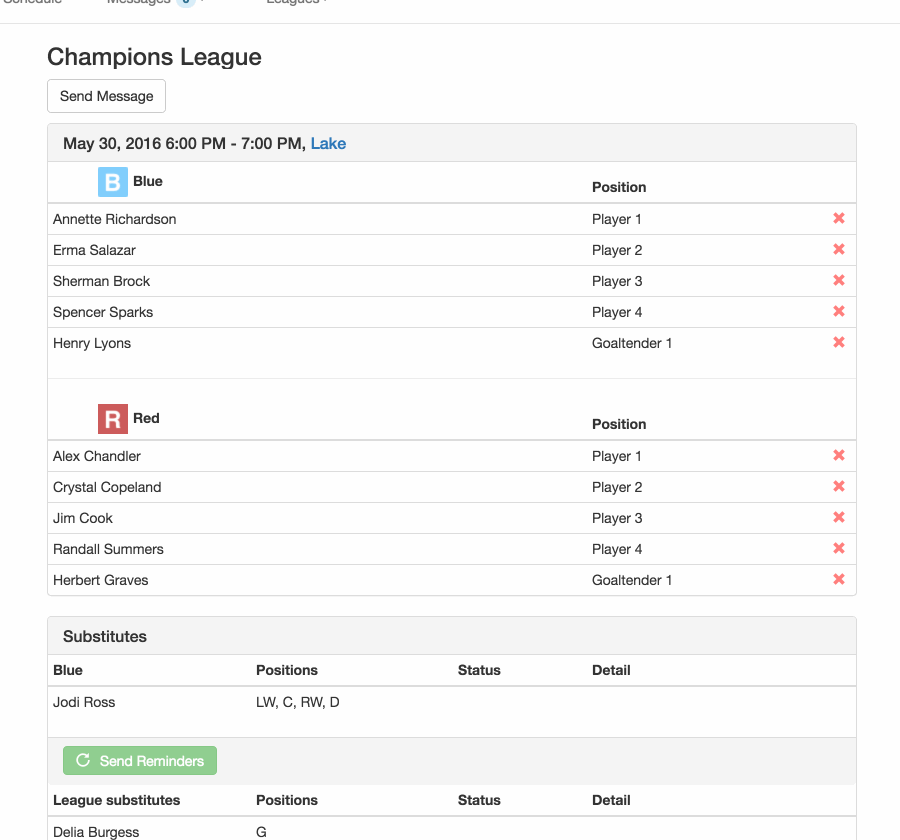 Schedule Messages Leagues
Champions League
Send Message
May 30, 2016 6:00 PM - 7:00 PM, Lake
B Blue Position
Annette Richardson Player 1
Erma Salazar Player 2
Sherman Brock Player 3
Spencer Sparks Player 4
Henry Lyons Goaltender 1
R Red Position
Alex Chandler Player 1
Crystal Copeland Player 2
Jim Cook Player 3
Randall Summers Player 4
Herbert Graves Goaltender 1
Substitutes
Blue Positions Status Detail
Jodi Ross LW, C, RW, D
Send Reminders
League substitutes Positions Status Detail
Delia Burgess G